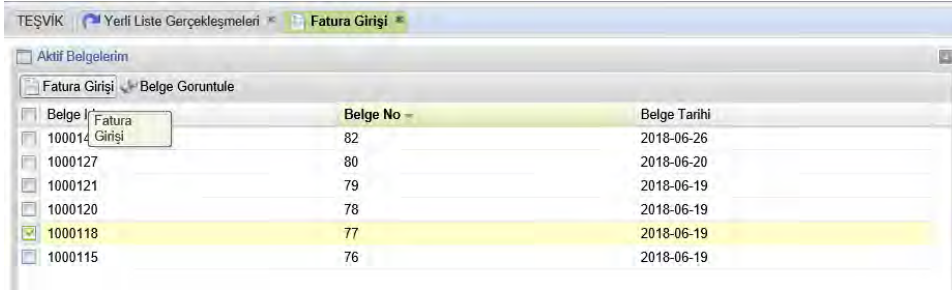 TEŞVİK Yerli Liste Gerçekleşmeleri Fatura Girişi
Aktif Belgelerim
Fatura Girişi Belge Goruntule
Belge Belge No Belge Tarihi
Fatura
Girişi
82 2018-06-26
1000127 80 2018-06-20
1000121 79 2018-06-19
1000120 78 2018-06-19
1000118 77 2018-06-19
1000115 76 2018-06-19